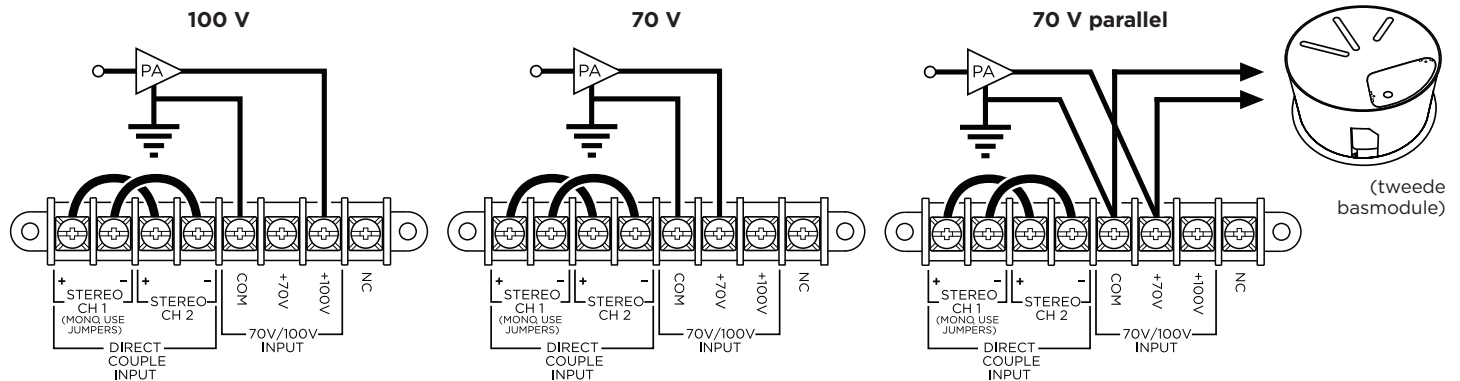 100 V
PA
+ -
STEREO
CH 1
(MONO, USE
JUMPERS)
+ -
STEREO
CH 2
DIRECT
COUPLE
INPUT
COM
+70V
+100V
NC
70V/100V
INPUT
70 V
PA
+ -
STEREO
CH 1
(MONO, USE
JUMPERS)
+ -
STEREO
CH 2
DIRECT
COUPLE
INPUT
COM
+70V
+100V
NC
70V/100V
INPUT
70 V parallel
PA
(tweede
basmodule)
+ -
STEREO
CH 1
(MONO, USE
JUMPERS)
+ -
STEREO
CH 2
DIRECT
COUPLE
INPUT
COM
+70V
+100V
NC
70V/100V
INPUT